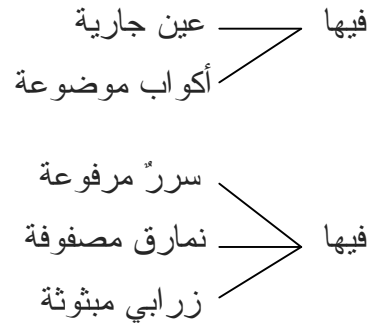 فيها عين جارية
أكواب موضوعة
سررٌ مرفوعة
فيها نمارق مصفوفة
زرابي مبثوثة